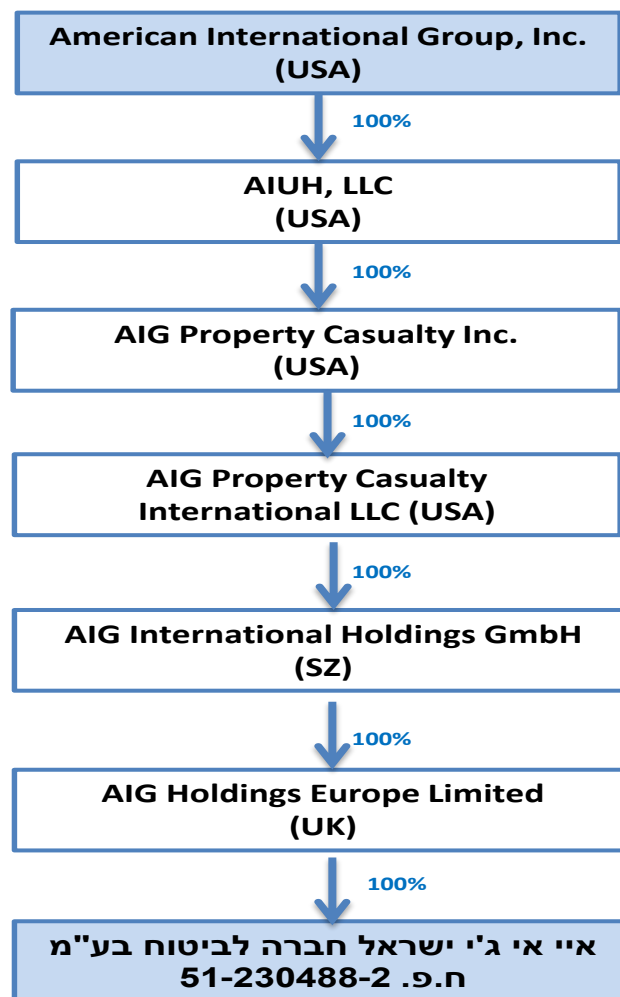 American International Group, Inc.
(USA)
100%
AIUH, LLC
(USA)
100%
AIG Property Casualty Inc.
(USA)
100%
AIG Property Casualty
International LLC (USA)
100%
AIG International Holdings GmbH
(SZ)
100%
AIG Holdings Europe Limited
(UK)
100%
איי אי ג'י ישראל חברה לביטוח בע"מ
ח.פ. 51-230488-2